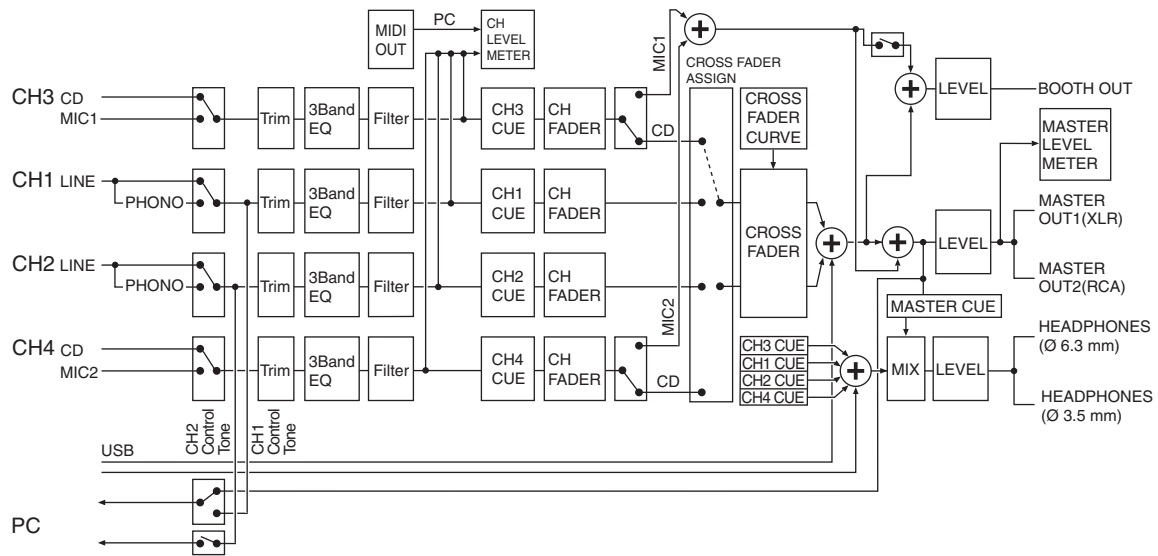 MIDI OUT
PC
CH LEVEL METER
MIC1
CROSS FADER ASSIGN
CH3 CD
MIC1
Trim
3Band EQ
Filter
CH3 CUE
CH FADER
CD
CROSS FADER CURVE
LEVEL
BOOTH OUT
MASTER LEVEL METER
CH1 LINE
PHONO
Trim
3Band EQ
Filter
CH1 CUE
CH FADER
CROSS FADER
LEVEL
MASTER OUT1(XLR)
MASTER OUT2(RCA)
CH2 LINE
PHONO
Trim
3Band EQ
Filter
CH2 CUE
CH FADER
MIC2
MASTER CUE
CH4 CD
MIC2
Trim
3Band EQ
Filter
CH4 CUE
CH FADER
CD
CH3 CUE
CH1 CUE
CH2 CUE
CH4 CUE
MIX
LEVEL
HEADPHONES (Ø 6.3 mm)
HEADPHONES (Ø 3.5 mm)
CH2 Control Tone
CH1 Control Tone
USB
PC